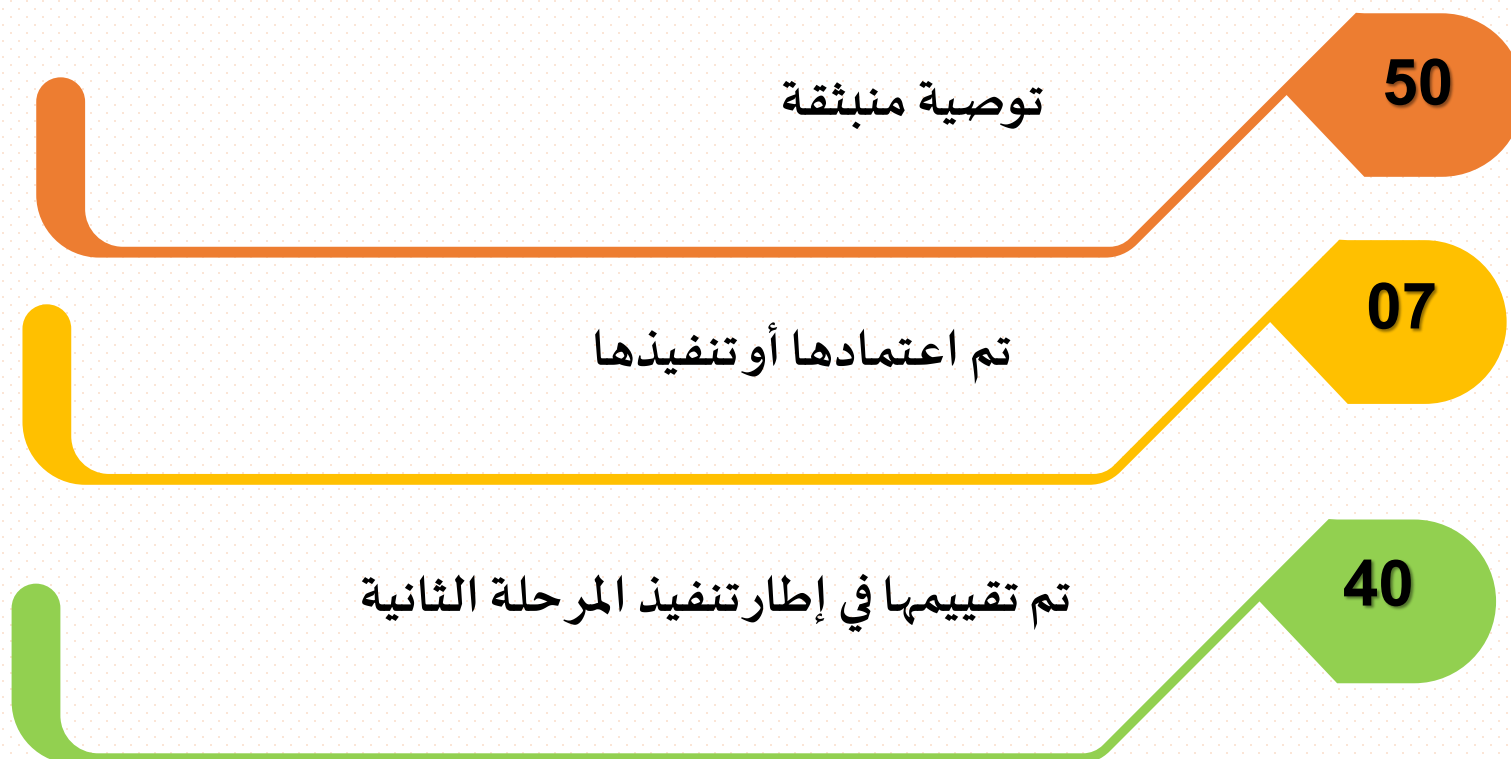 50
توصية منبثقة
07
تم اعتمادها أو تنفيذها
40
تم تقييمها في إطار تنفيذ المرحلة الثانية